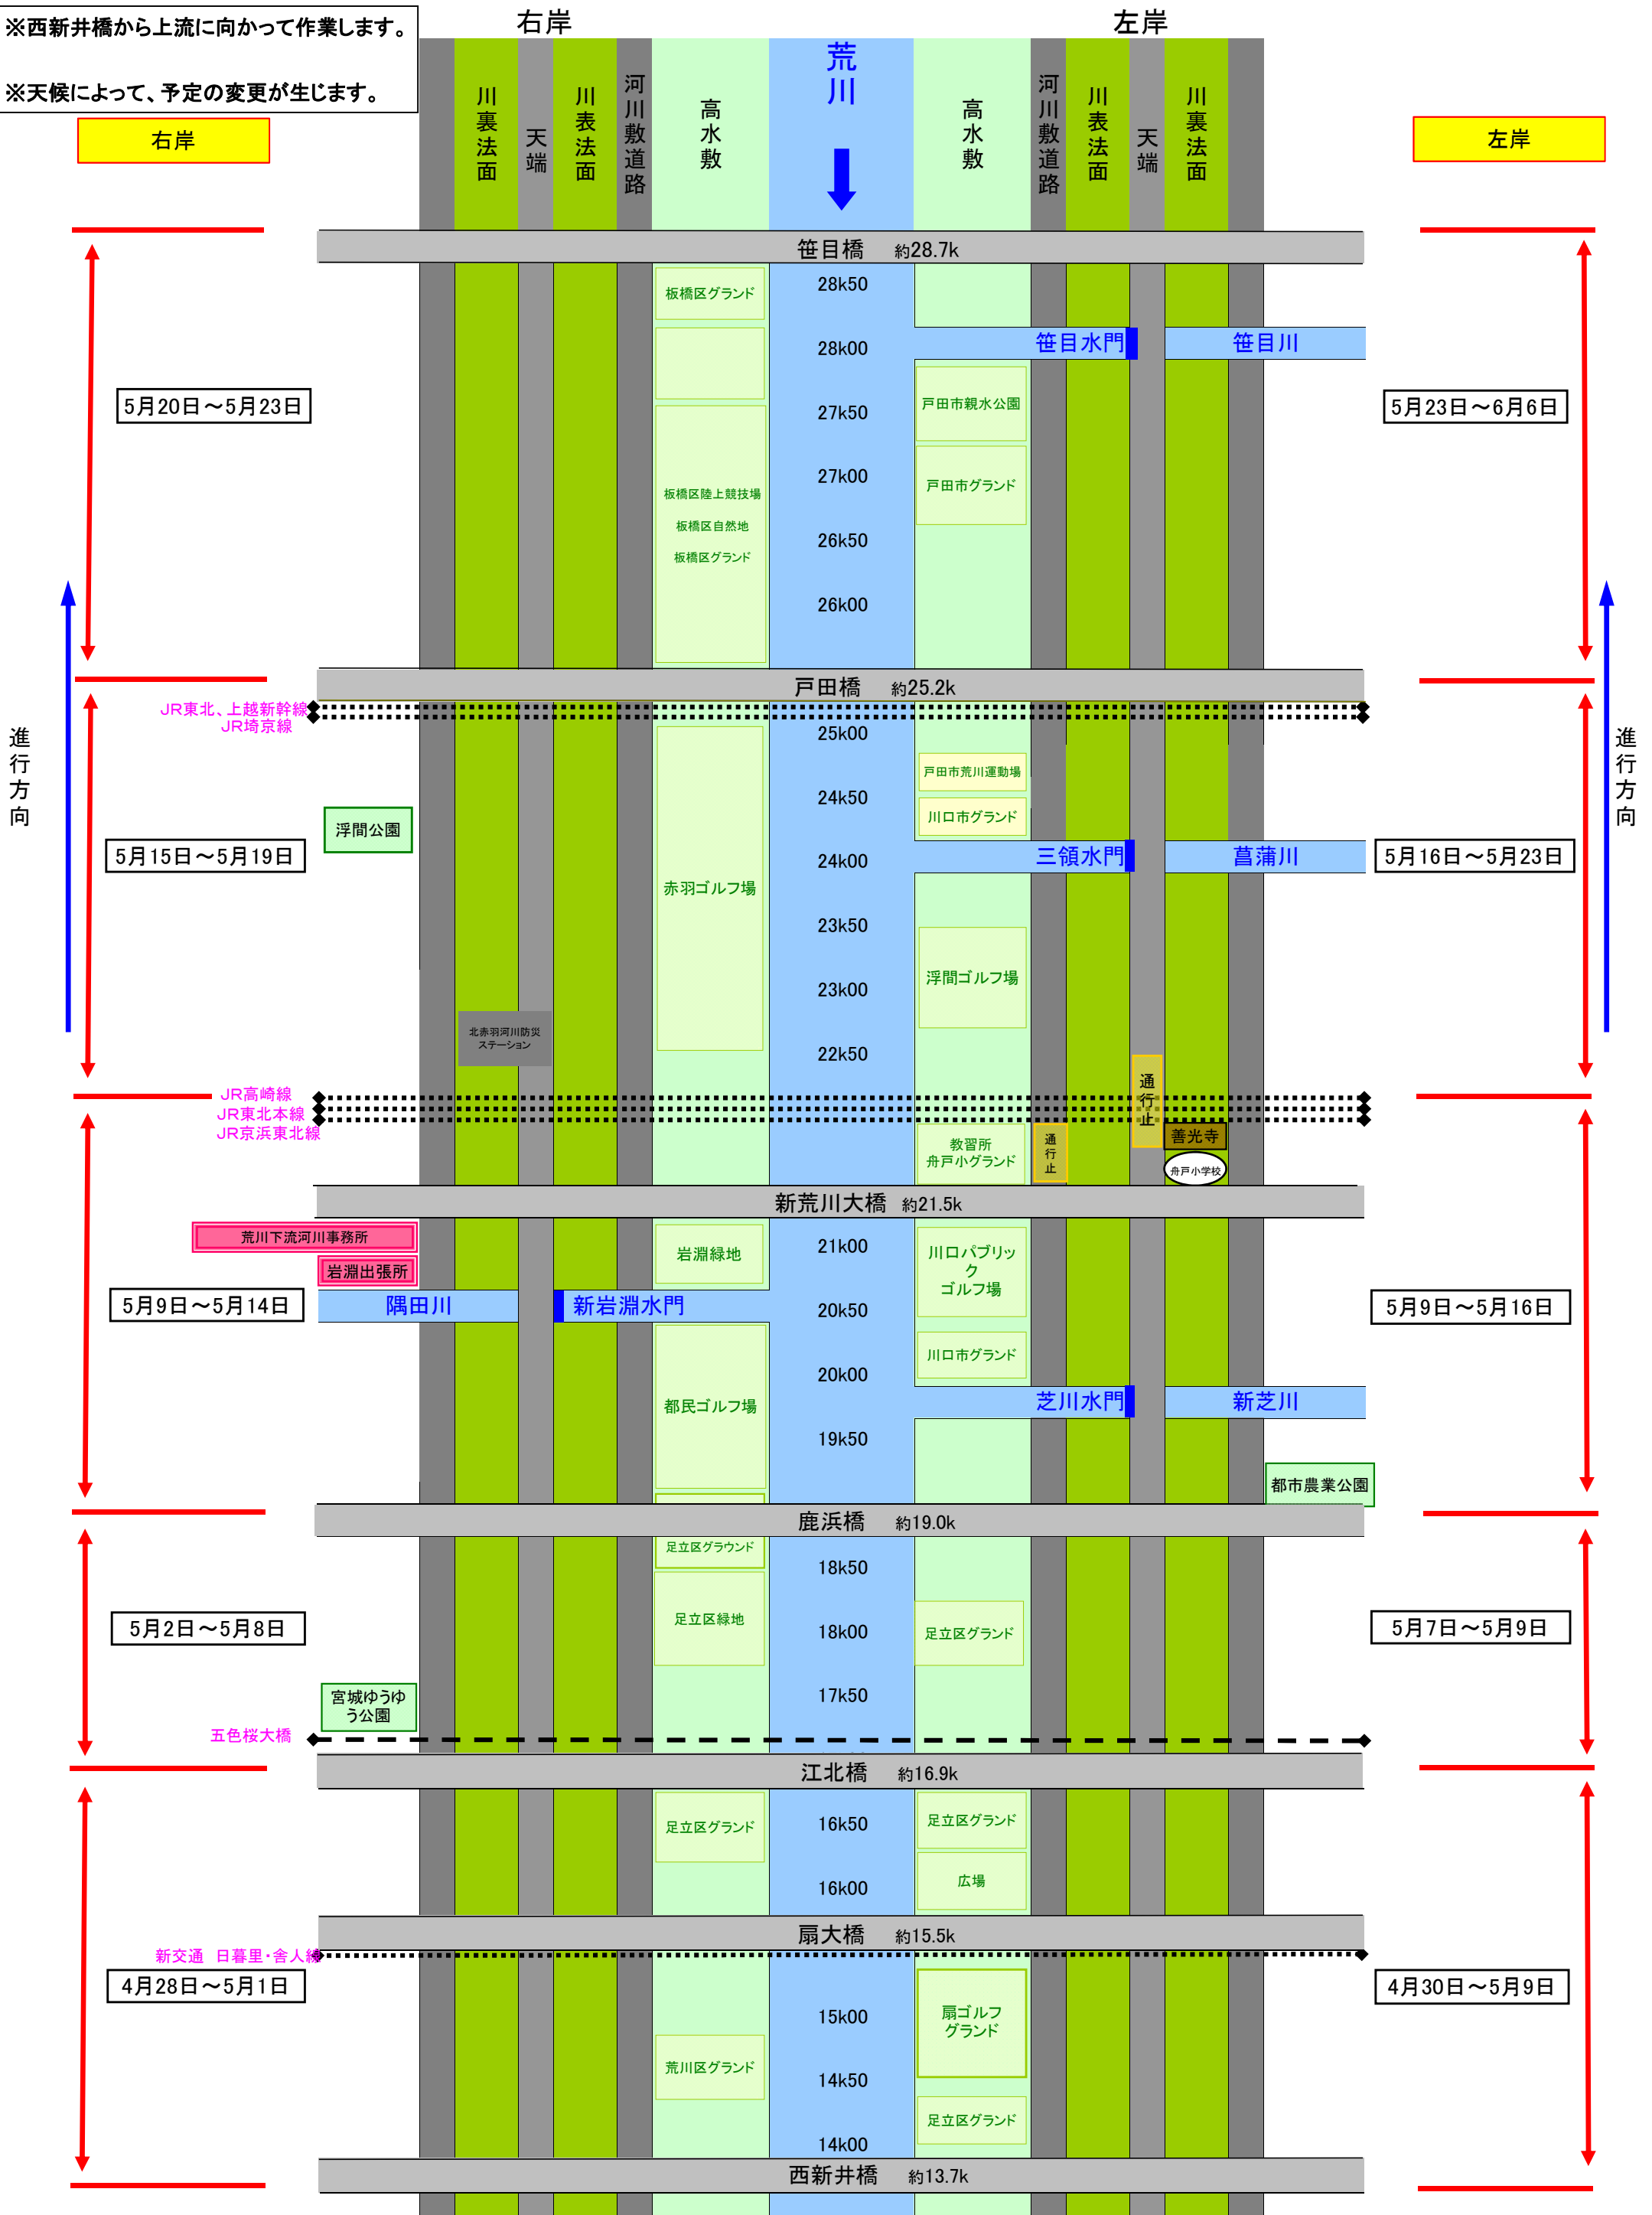 ※西新井橋から上流に向かって作業します。
※天候によって、予定の変更が生じます。
右岸
左岸
右岸
左岸
川裏法面
天端
川表法面
河川敷道路
高水敷
荒川
高水敷
河川敷道路
川表法面
天端
川裏法面
笹目橋 約28.7k
板橋区グランド
28k50
28k00
笹目水門
笹目川
5月20日～5月23日
27k50
戸田市親水公園
5月23日～6月6日
27k00
戸田市グランド
板橋区陸上競技場
板橋区自然地
板橋区グランド
26k50
26k00
戸田橋 約25.2k
JR東北、上越新幹線
JR埼京線
進行方向
進行方向
25k00
戸田市荒川運動場
24k50
川口市グランド
浮間公園
5月15日～5月19日
24k00
三領水門
菖蒲川
5月16日～5月23日
赤羽ゴルフ場
23k50
浮間ゴルフ場
23k00
北赤羽河川防災
ステーション
22k50
通行止
JR高崎線
JR東北本線
JR京浜東北線
教習所
舟戸小グランド
通行止
善光寺
舟戸小学校
新荒川大橋 約21.5k
荒川下流河川事務所
岩淵出張所
岩淵緑地
21k00
川口パブリッ
ク
ゴルフ場
5月9日～5月14日
隅田川
新岩淵水門
20k50
5月9日～5月16日
川口市グランド
20k00
都民ゴルフ場
芝川水門
新芝川
19k50
都市農業公園
鹿浜橋 約19.0k
足立区グラウンド
18k50
5月2日～5月8日
足立区緑地
18k00
足立区グランド
5月7日～5月9日
17k50
宮城ゆうゆ
う公園
五色桜大橋
江北橋 約16.9k
足立区グランド
16k50
足立区グランド
16k00
広場
扇大橋 約15.5k
新交通 日暮里・舎人線
4月28日～5月1日
4月30日～5月9日
15k00
扇ゴルフ
グランド
荒川区グランド
14k50
足立区グランド
14k00
西新井橋 約13.7k